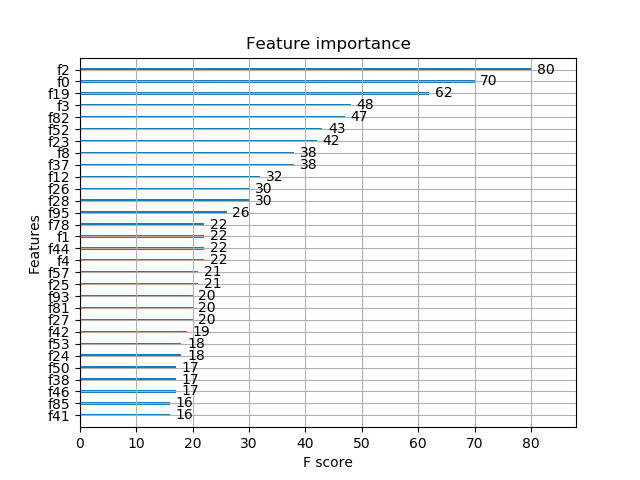 Feature importance
Features
f2 80
f0 70
f19 62
f3 48
f82 47
f52 43
f23 42
f8 38
f37 38
f12 32
f26 30
f28 30
f95 26
f78 22
f1 22
f44 22
f4 22
f57 21
f25 21
f93 20
f81 20
f27 20
f42 19
f53 18
f24 18
f50 17
f38 17
f46 17
f85 16
f41 16
0 10 20 30 40 50 60 70 80
F score